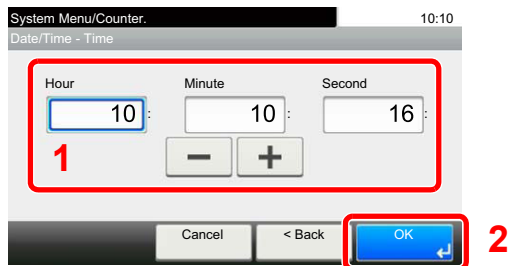 System Menu/Counter. 10:10
Date/Time - Time
Hour Minute Second
10 : 10 : 16 :
1 − +
Cancel < Back OK 2